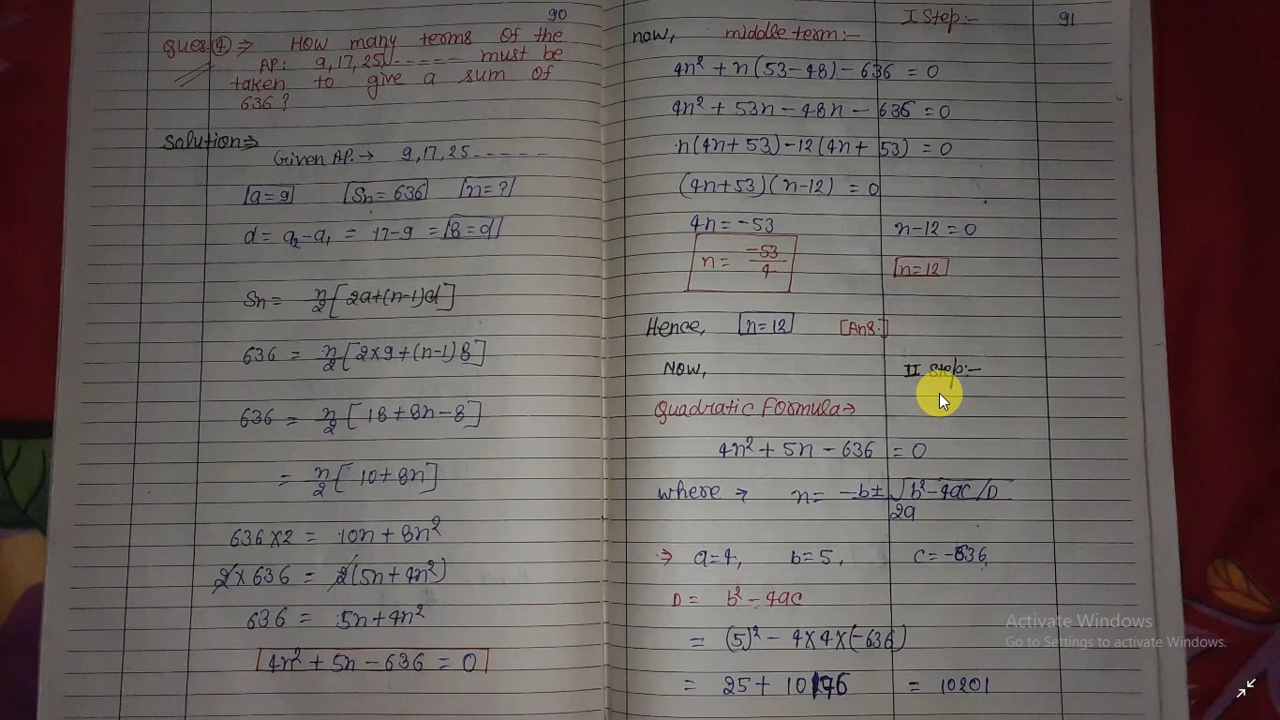 90
Ques④ ⇒ How many terms of the
AP: 9,17,25.------ must be
taken to give a sum of
636?
Solution⇒
Given AP. → 9,17,25.-----
a=9 Sn=636 n=?
d = a₂-a₁ = 17-9 = 8=d
Sn = n/2[2a+(n-1)d]
636 = n/2[2×9+(n-1)8]
636 = n/2[18+8n-8]
= n/2[10+8n]
636×2 = 10n+8n²
2×636 = 2(5n+4n²)
636 = 5n+4n²
4n²+5n-636 = 0
I Step:- 91
now, middle term:-
4n²+n(53-48)-636 = 0
4n²+53n-48n-636=0
n(4n+53)-12(4n+53) = 0
(4n+53)(n-12) = 0
4n = -53 n-12=0
n = -53/4 n=12
Hence, n=12 [Ans.]
Now, II Step:-
Quadratic Formula→
4n²+5n-636 = 0
where → n= -b±√b²-4ac/D
2a
⇒ a=4, b=5, c=-636
D = b²-4ac
= (5)²-4×4×(-636)
= 25+10176 = 10201
Activate Windows
Go to Settings to activate Windows.